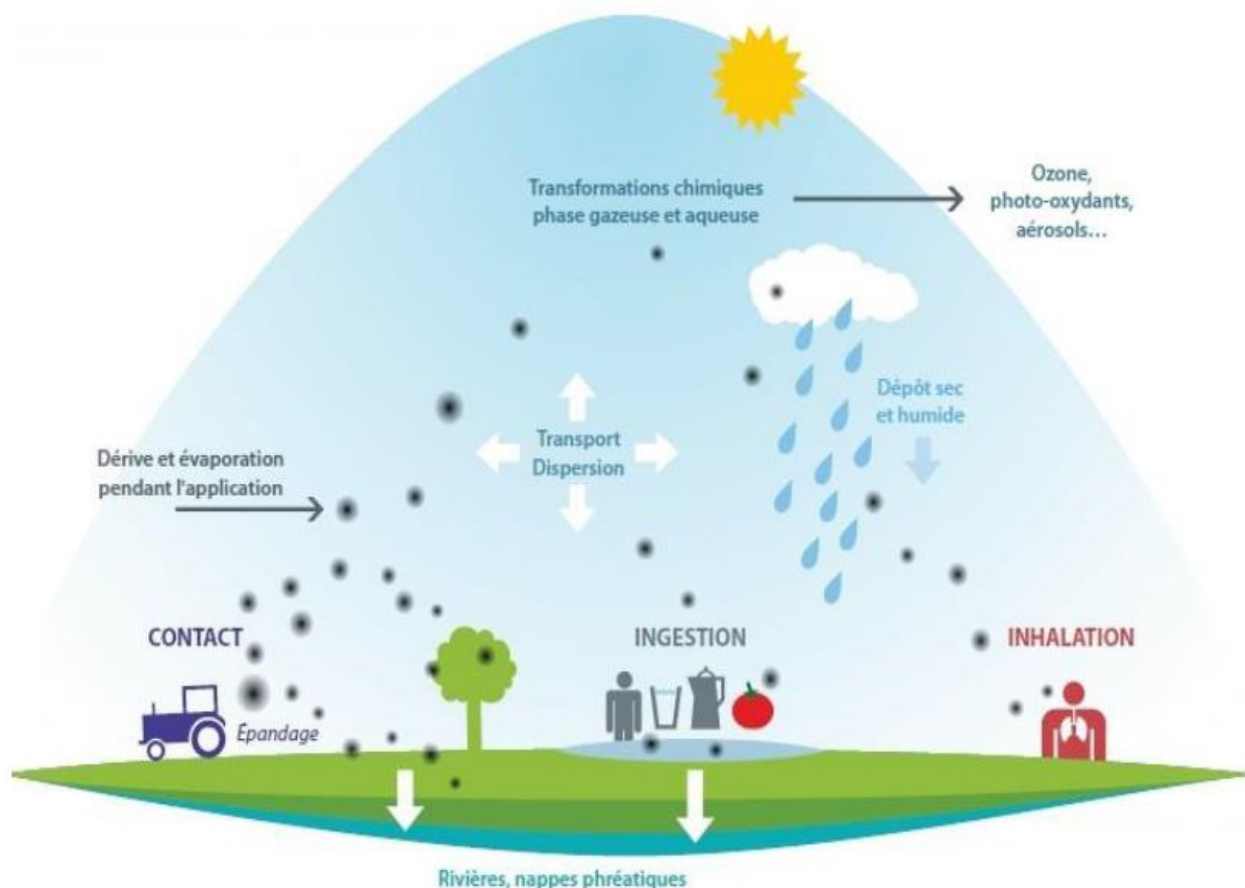 Transformations chimiques
phase gazeuse et aqueuse
Ozone,
photo-oxydants,
aérosols...
Dépôt sec
et humide
Transport
Dispersion
Dérive et évaporation
pendant l'application
CONTACT
INGESTION
INHALATION
Épandage
Rivières, nappes phréatiques